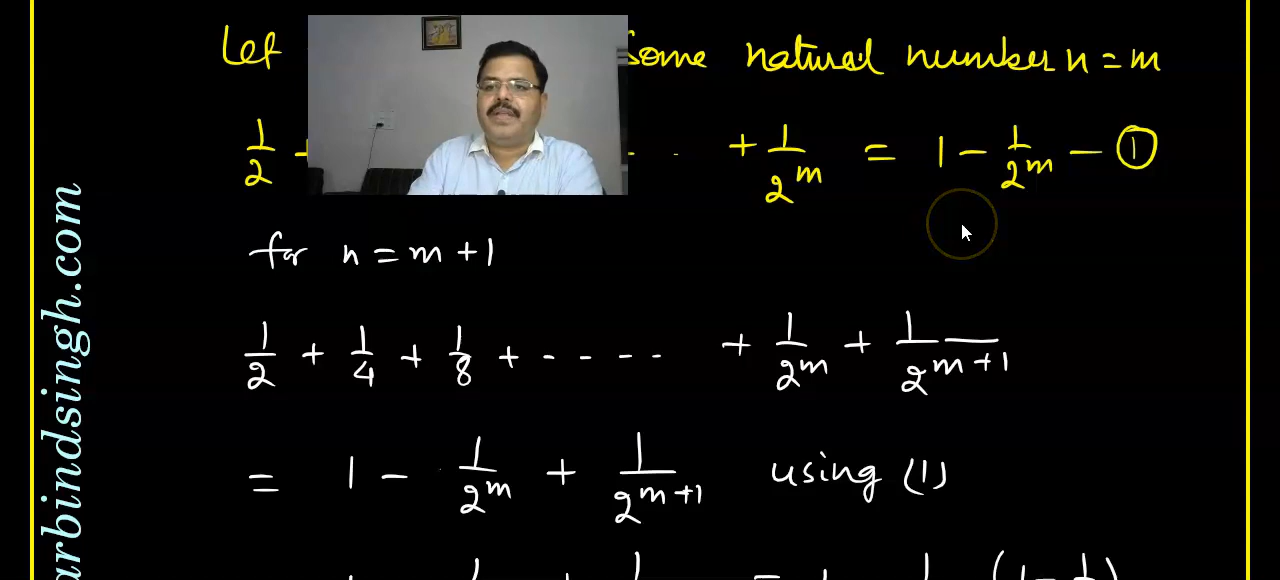 Let some natural number n = m
1/2 + . . + 1/2^m = 1 - 1/2^m - ①
for n = m + 1
1/2 + 1/4 + 1/8 + - - - - + 1/2^m + 1/2^(m+1)
= 1 - 1/2^m + 1/2^(m+1) using (1)
arbindsingh.com